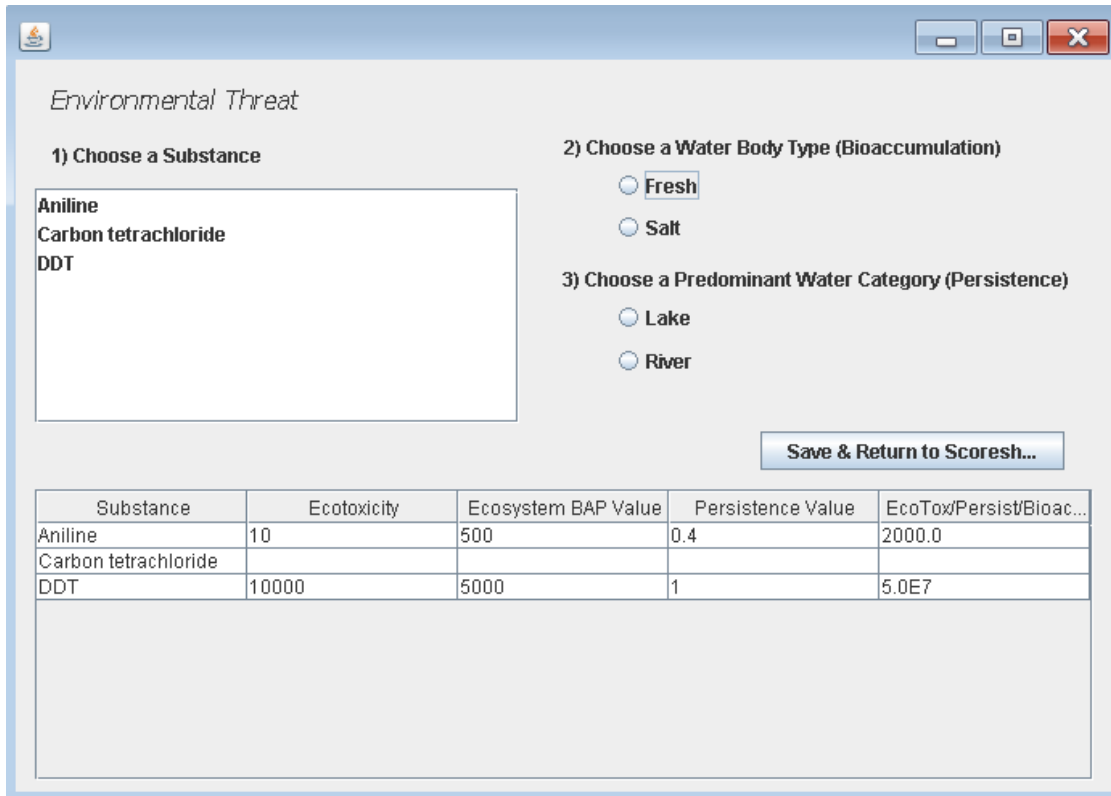 Environmental Threat
1) Choose a Substance
Aniline
Carbon tetrachloride
DDT
2) Choose a Water Body Type (Bioaccumulation)
Fresh
Salt
3) Choose a Predominant Water Category (Persistence)
Lake
River
Save & Return to Scoresh...
Substance Ecotoxicity Ecosystem BAP Value Persistence Value EcoTox/Persist/Bioac...
Aniline 10 500 0.4 2000.0
Carbon tetrachloride
DDT 10000 5000 1 5.0E7